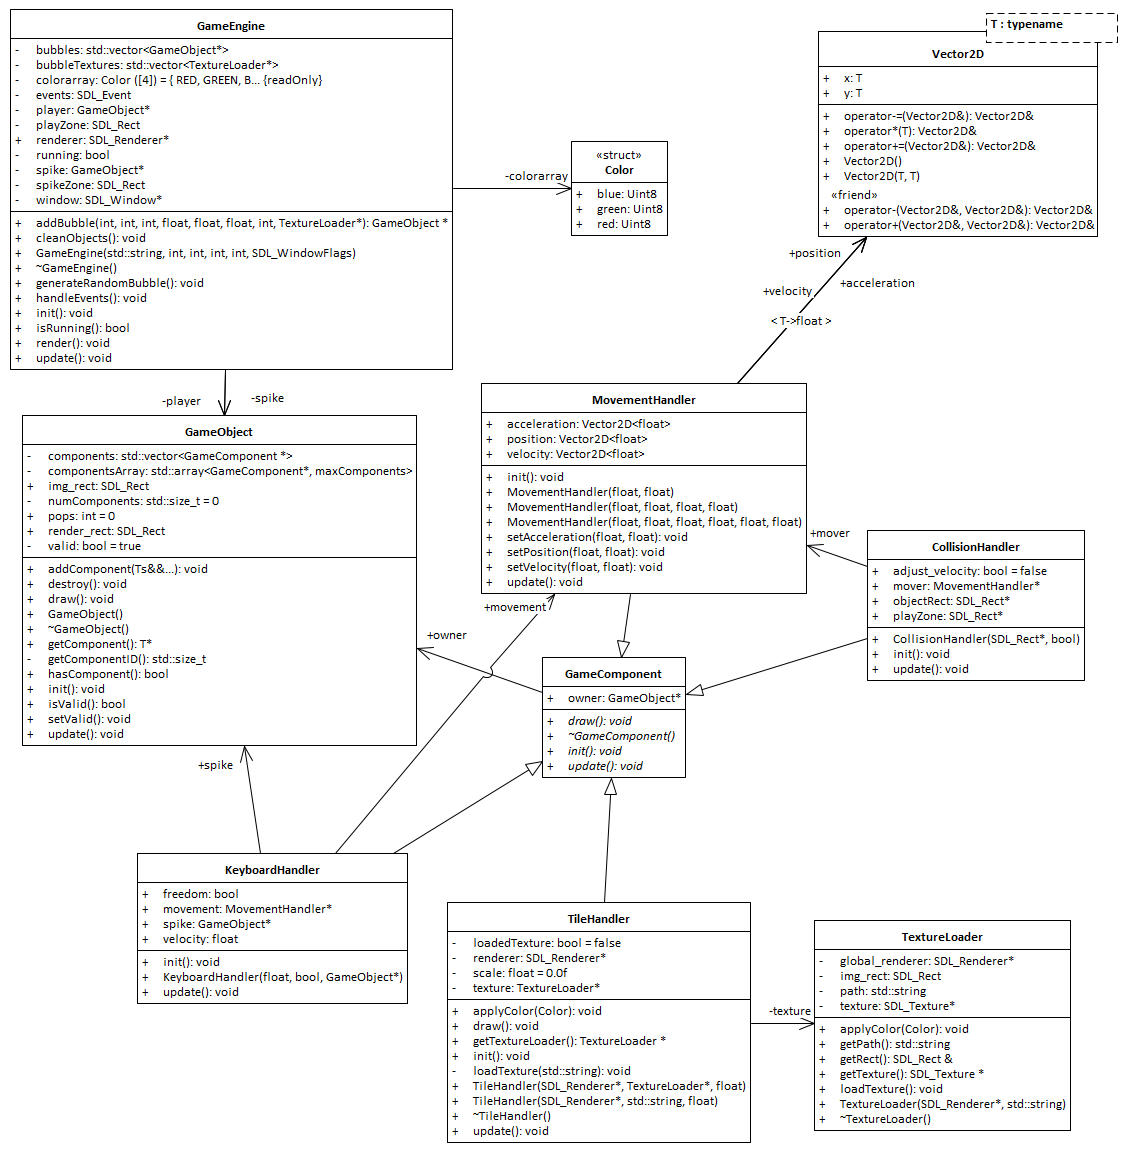 GameEngine
- bubbles: std::vector<GameObject*>
- bubbleTextures: std::vector<TextureLoader*>
- colorarray: Color ([4]) = { RED, GREEN, B... {readOnly}
- events: SDL_Event
- player: GameObject*
- playZone: SDL_Rect
+ renderer: SDL_Renderer*
- running: bool
- spike: GameObject*
- spikeZone: SDL_Rect
- window: SDL_Window*
+ addBubble(int, int, int, float, float, float, int, TextureLoader*): GameObject *
+ cleanObjects(): void
+ GameEngine(std::string, int, int, int, int, SDL_WindowFlags)
+ ~GameEngine()
+ generateRandomBubble(): void
+ handleEvents(): void
+ init(): void
+ isRunning(): bool
+ render(): void
+ update(): void
-colorarray
«struct»
Color
+ blue: Uint8
+ green: Uint8
+ red: Uint8
T : typename
Vector2D
+ x: T
+ y: T
+ operator-=(Vector2D&): Vector2D&
+ operator*(T): Vector2D&
+ operator+=(Vector2D&): Vector2D&
+ Vector2D()
+ Vector2D(T, T)
«friend»
+ operator-(Vector2D&, Vector2D&): Vector2D&
+ operator+(Vector2D&, Vector2D&): Vector2D&
+position
+velocity
+acceleration
< T->float >
-player
-spike
GameObject
- components: std::vector<GameComponent *>
- componentsArray: std::array<GameComponent*, maxComponents>
+ img_rect: SDL_Rect
- numComponents: std::size_t = 0
+ pops: int = 0
+ render_rect: SDL_Rect
- valid: bool = true
+ addComponent(Ts&&...): void
+ destroy(): void
+ draw(): void
+ GameObject()
+ ~GameObject()
+ getComponent(): T*
- getComponentID(): std::size_t
+ hasComponent(): bool
+ init(): void
+ isValid(): bool
+ setValid(): void
+ update(): void
MovementHandler
+ acceleration: Vector2D<float>
+ position: Vector2D<float>
+ velocity: Vector2D<float>
+ init(): void
+ MovementHandler(float, float)
+ MovementHandler(float, float, float, float)
+ MovementHandler(float, float, float, float, float, float)
+ setAcceleration(float, float): void
+ setPosition(float, float): void
+ setVelocity(float, float): void
+ update(): void
+mover
CollisionHandler
+ adjust_velocity: bool = false
+ mover: MovementHandler*
+ objectRect: SDL_Rect*
+ playZone: SDL_Rect*
+ CollisionHandler(SDL_Rect*, bool)
+ init(): void
+ update(): void
+movement
+owner
GameComponent
+ owner: GameObject*
+ draw(): void
+ ~GameComponent()
+ init(): void
+ update(): void
+spike
KeyboardHandler
+ freedom: bool
+ movement: MovementHandler*
+ spike: GameObject*
+ velocity: float
+ init(): void
+ KeyboardHandler(float, bool, GameObject*)
+ update(): void
TileHandler
- loadedTexture: bool = false
- renderer: SDL_Renderer*
- scale: float = 0.0f
- texture: TextureLoader*
+ applyColor(Color): void
+ draw(): void
+ getTextureLoader(): TextureLoader *
+ init(): void
- loadTexture(std::string): void
+ TileHandler(SDL_Renderer*, TextureLoader*, float)
+ TileHandler(SDL_Renderer*, std::string, float)
+ ~TileHandler()
+ update(): void
-texture
TextureLoader
- global_renderer: SDL_Renderer*
- img_rect: SDL_Rect
- path: std::string
- texture: SDL_Texture*
+ applyColor(Color): void
+ getPath(): std::string
+ getRect(): SDL_Rect &
+ getTexture(): SDL_Texture *
+ loadTexture(): void
+ TextureLoader(SDL_Renderer*, std::string)
+ ~TextureLoader()